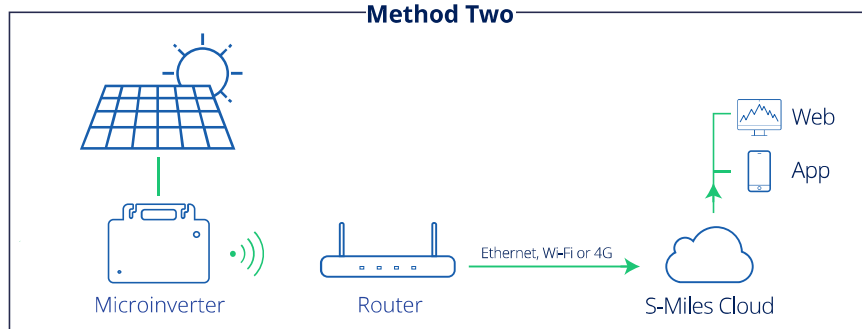 Method Two
Web
App
Ethernet, Wi-Fi or 4G
Microinverter
Router
S-Miles Cloud